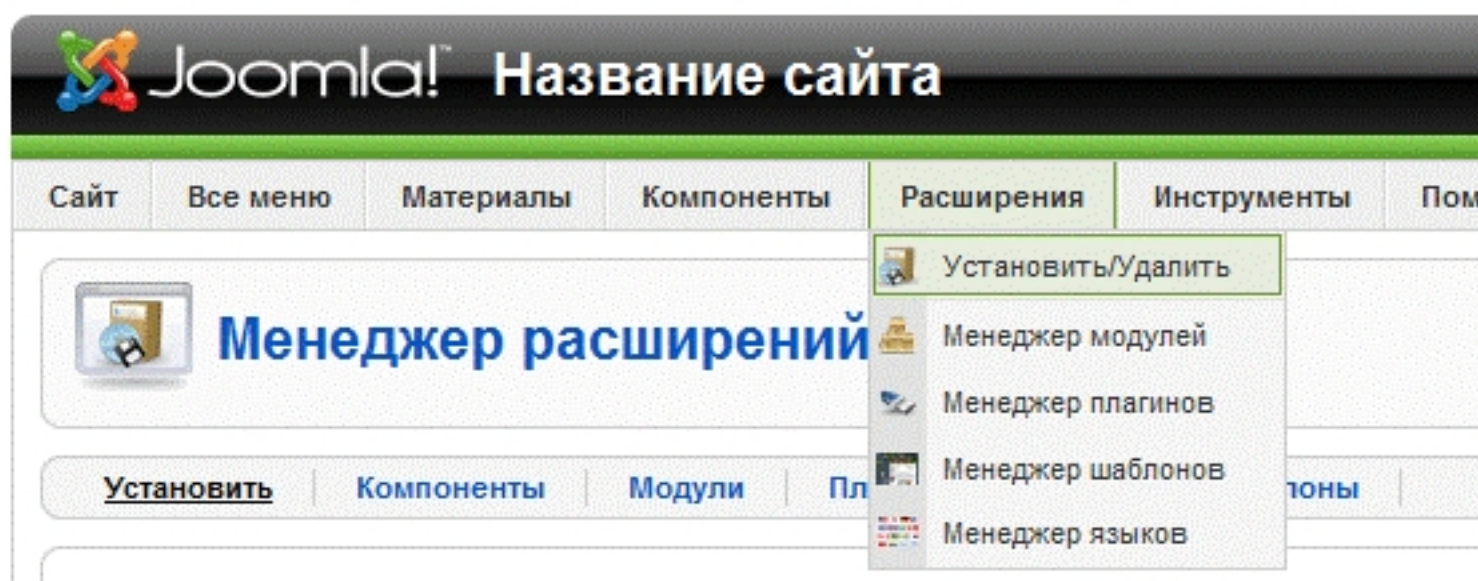 Joomla!™ Название сайта
Сайт Все меню Материалы Компоненты Расширения Инструменты
Установить/Удалить
Менеджер расширений
Менеджер модулей
Менеджер плагинов
Менеджер шаблонов
Установить Компоненты Модули
Менеджер языков